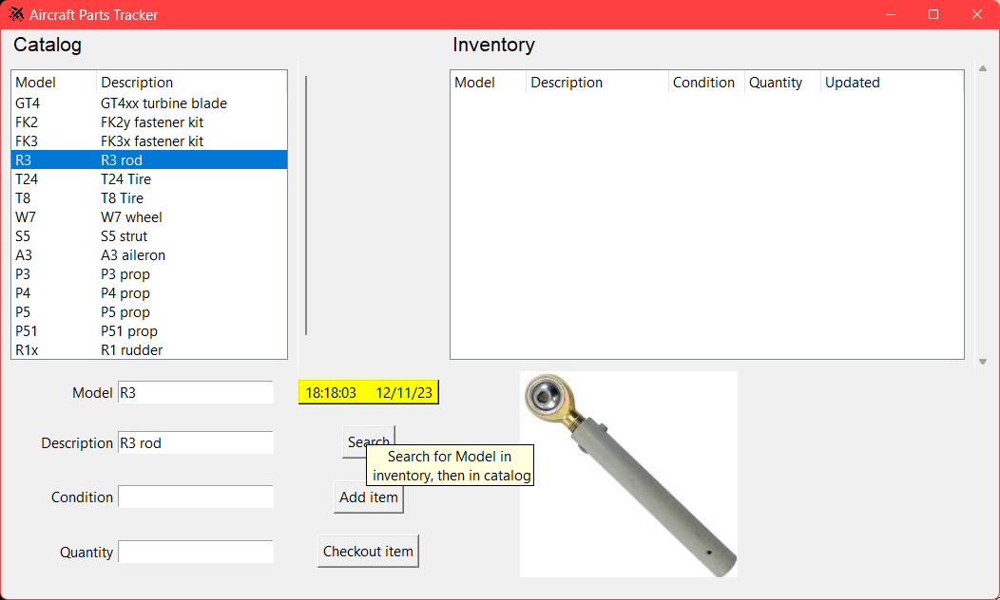 Aircraft Parts Tracker
Catalog
Inventory
Model Description
GT4 GT4xx turbine blade
FK2 FK2y fastener kit
FK3 FK3x fastener kit
R3 R3 rod
T24 T24 Tire
T8 T8 Tire
W7 W7 wheel
S5 S5 strut
A3 A3 aileron
P3 P3 prop
P4 P4 prop
P5 P5 prop
P51 P51 prop
R1x R1 rudder
Model Description Condition Quantity Updated
Model R3
18:18:03 12/11/23
Description R3 rod
Search
Search for Model in
inventory, then in catalog
Condition
Add item
Quantity
Checkout item